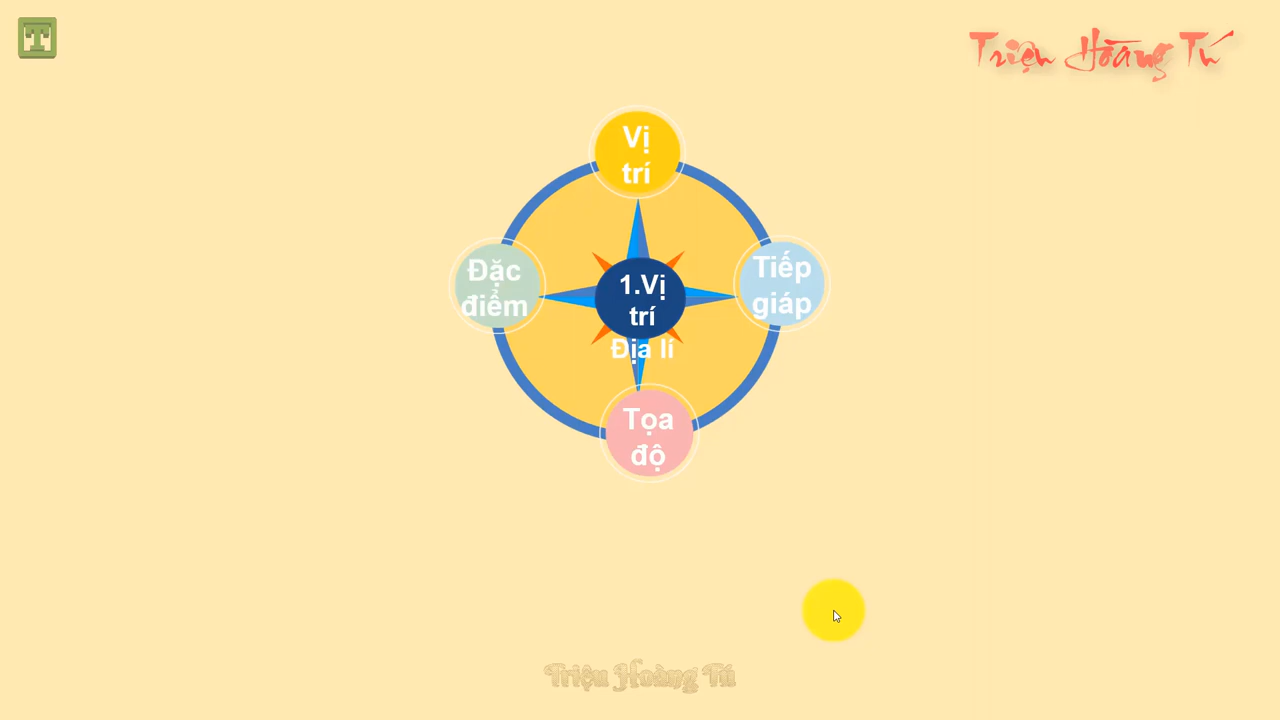 T
Triệu Hoàng Tú
Vị
trí
Đặc
điểm
1.Vị
trí
Địa lí
Tiếp
giáp
Tọa
độ
Triệu Hoàng Tú